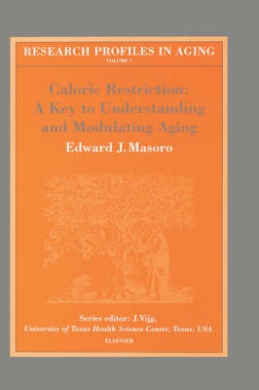 RESEARCH PROFILES IN AGING
VOLUME 1
Caloric Restriction:
A Key to Understanding
and Modulating Aging
Edward J. Masoro
Series editor: J.Vijg,
University of Texas Health Science Center, Texas, USA
ELSEVIER